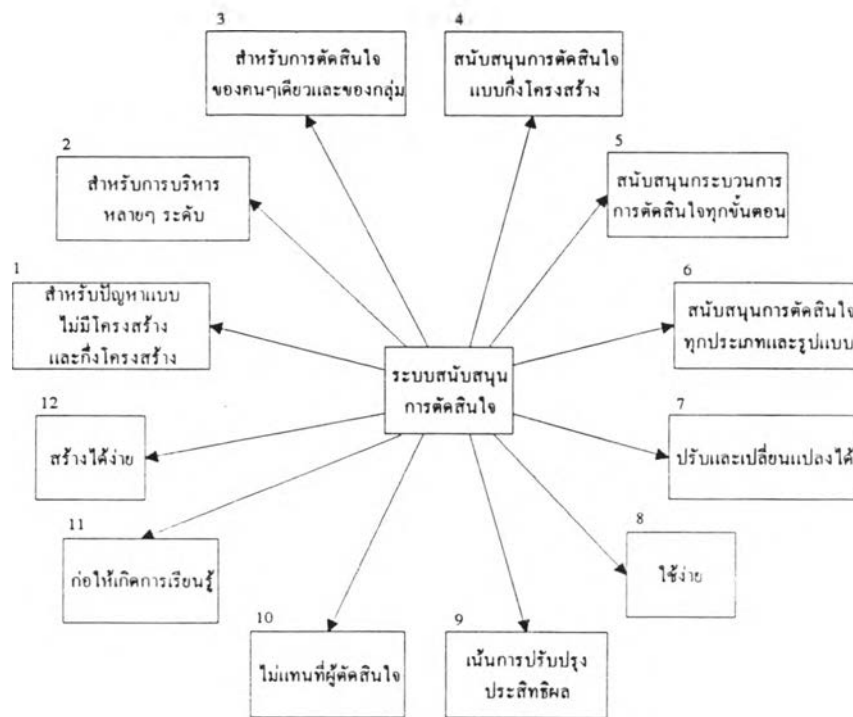 3
สำหรับการตัดสินใจ
ของคนๆเดียวและของกลุ่ม
4
สนับสนุนการตัดสินใจ
แบบกึ่งโครงสร้าง
2
สำหรับการบริหาร
หลายๆ ระดับ
5
สนับสนุนกระบวนการ
การตัดสินใจทุกขั้นตอน
1
สำหรับปัญหาแบบ
ไม่มีโครงสร้าง
และกึ่งโครงสร้าง
6
สนับสนุนการตัดสินใจ
ทุกประเภทและรูปแบบ
ระบบสนับสนุน
การตัดสินใจ
12
สร้างได้ง่าย
7
ปรับและเปลี่ยนแปลงได้
11
ก่อให้เกิดการเรียนรู้
8
ใช้ง่าย
10
ไม่แทนที่ผู้ตัดสินใจ
9
เน้นการปรับปรุง
ประสิทธิผล